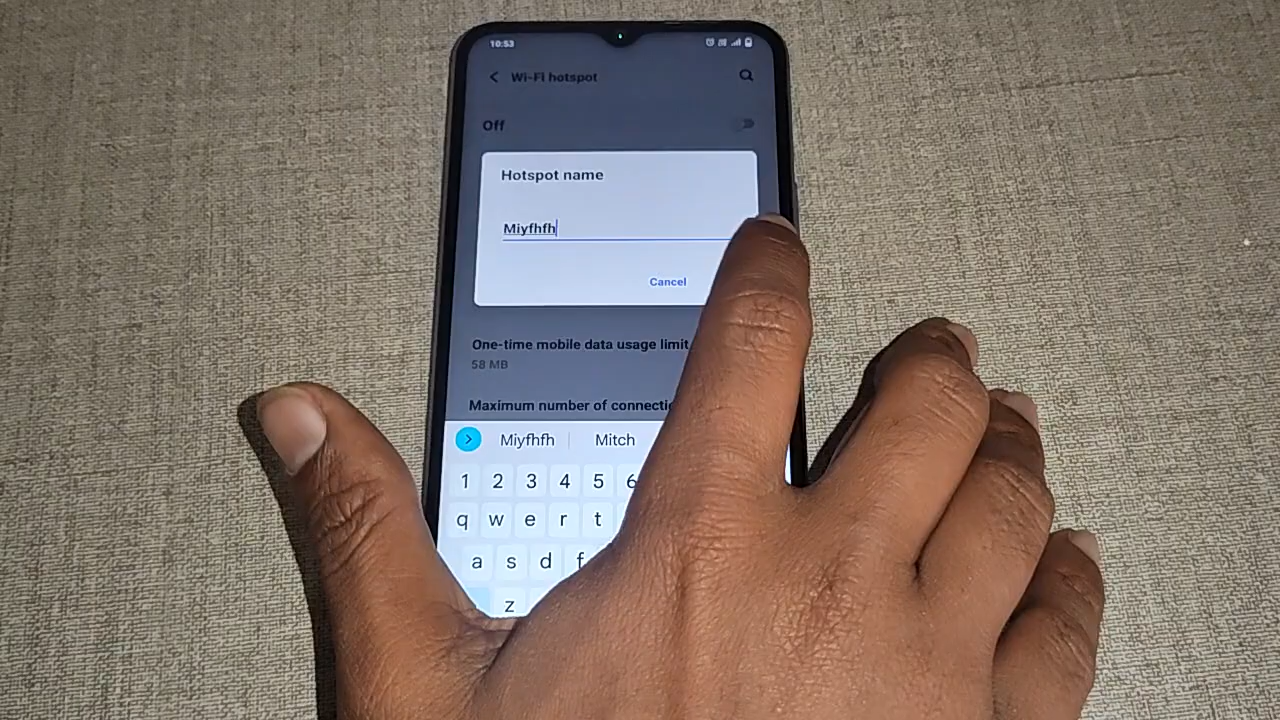 10:53
Wi-Fi hotspot
Off
Hotspot name
Miyfhfh
Cancel
One-time mobile data usage limit
58 MB
Maximum number of connecti
Miyfhfh Mitch
1 2 3 4 5 6
q w e r t
a s d f
z